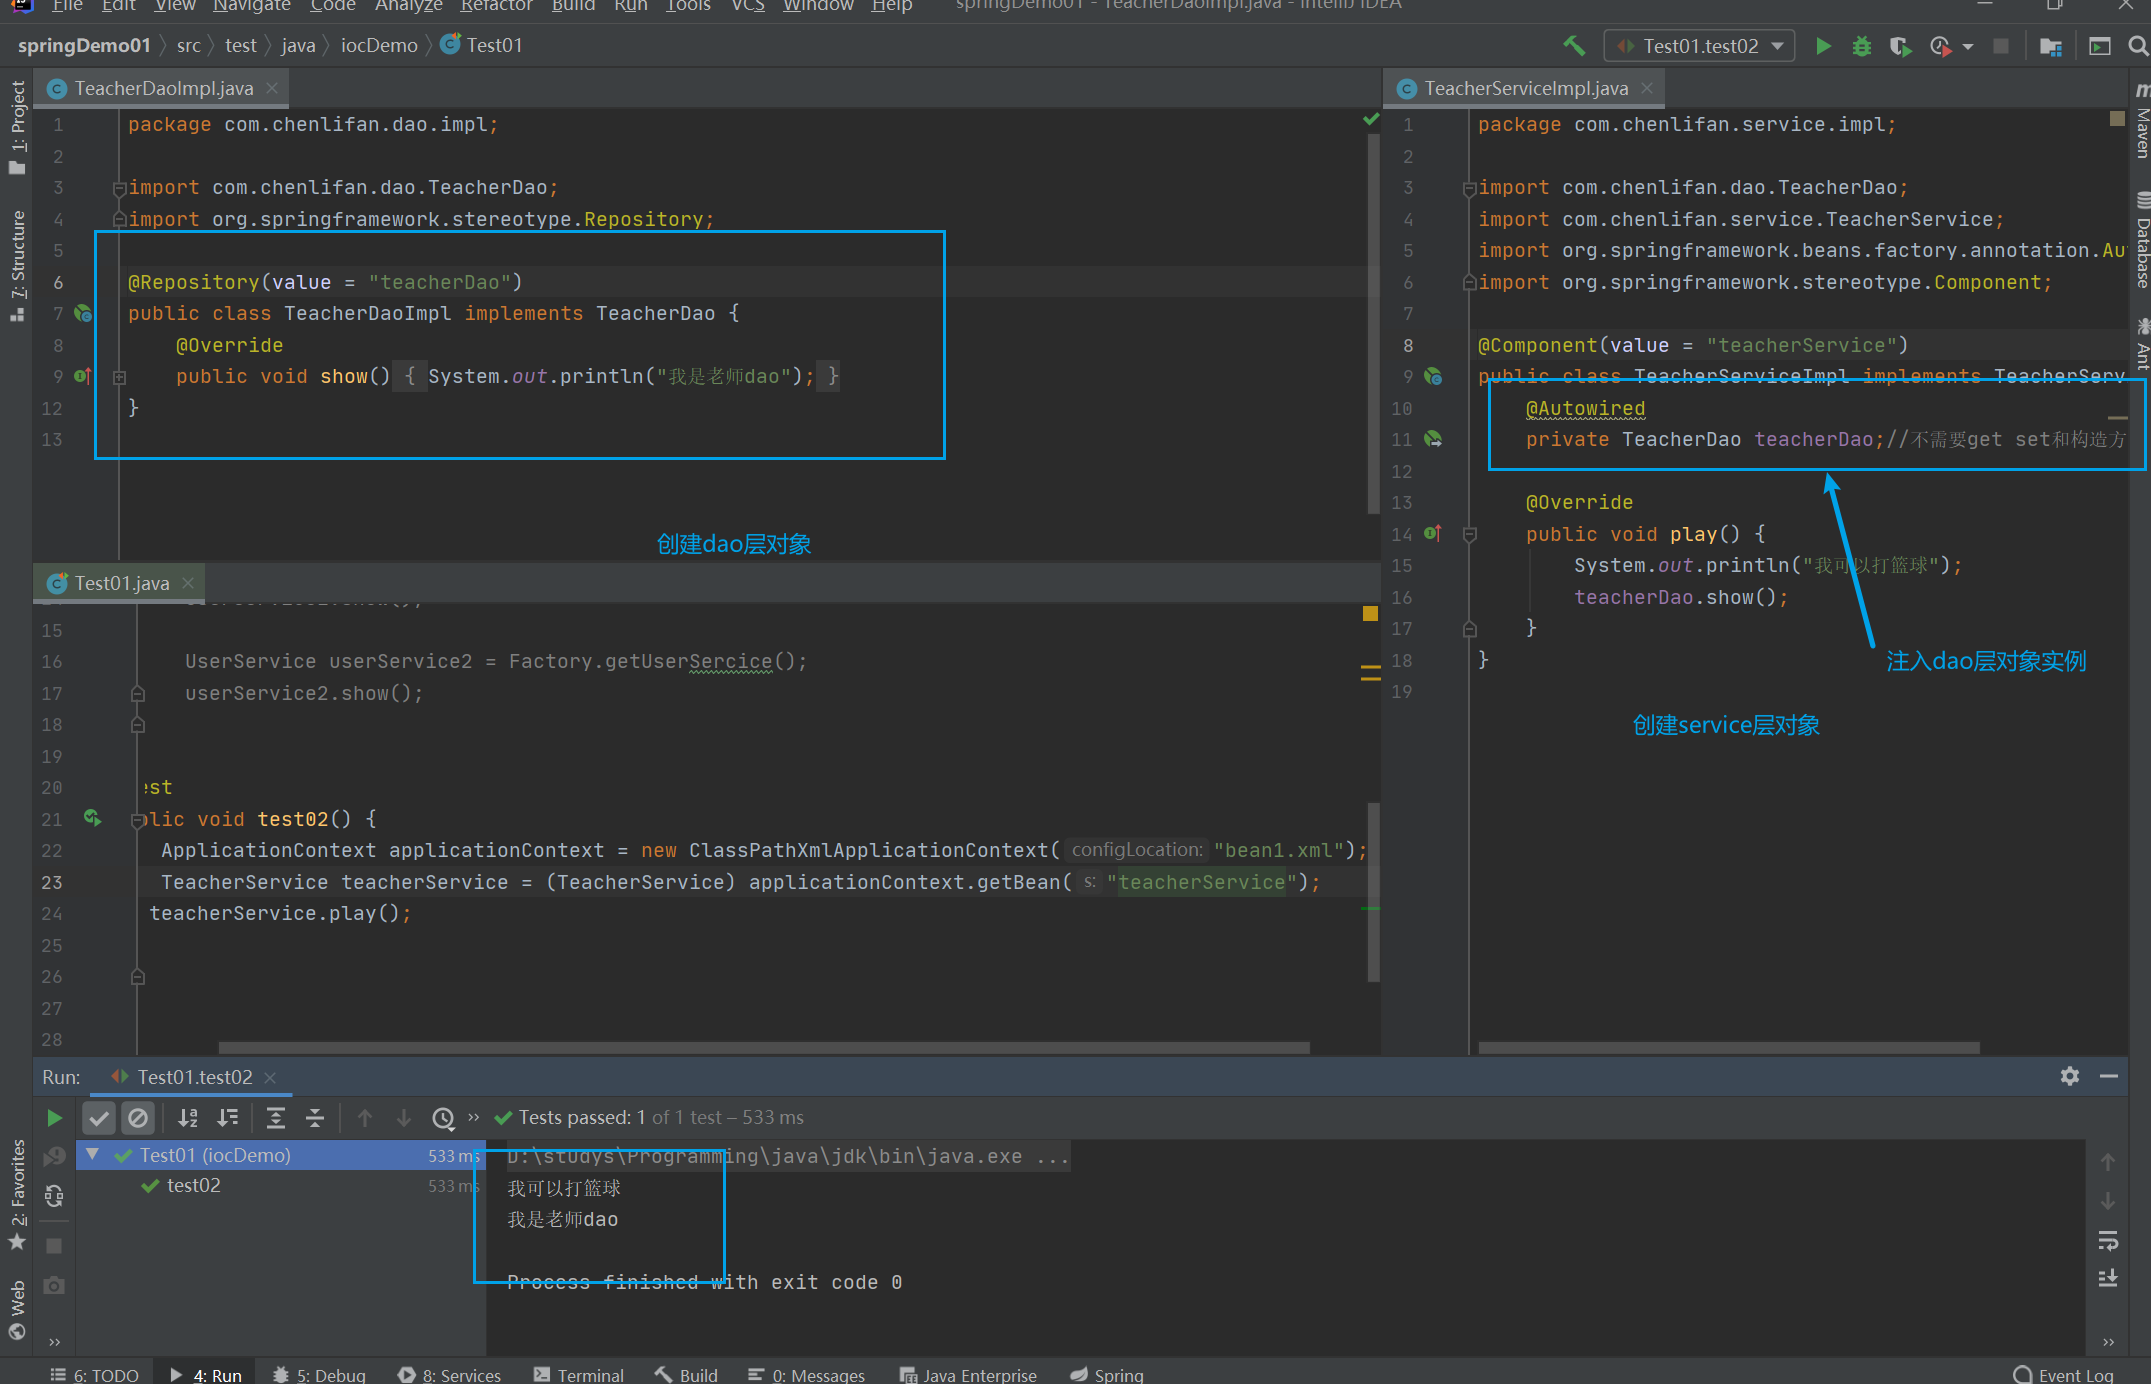 File Edit View Navigate Code Analyze Refactor Build Run Tools VCS Window Help springDemo01 - TeacherDaoImpl.java - IntelliJ IDEA
springDemo01 src test java iocDemo Test01
Test01.test02
1: Project
7: Structure
2: Favorites
Web
TeacherDaoImpl.java
1 package com.chenlifan.dao.impl;
2
3 import com.chenlifan.dao.TeacherDao;
4 import org.springframework.stereotype.Repository;
5
6 @Repository(value = "teacherDao")
7 public class TeacherDaoImpl implements TeacherDao {
8 @Override
9 public void show() { System.out.println("我是老师dao"); }
12 }
13
创建dao层对象
Test01.java
15
16 UserService userService2 = Factory.getUserSercice();
17 userService2.show();
18
19
20 est
21 blic void test02() {
22 ApplicationContext applicationContext = new ClassPathXmlApplicationContext( configLocation: "bean1.xml");
23 TeacherService teacherService = (TeacherService) applicationContext.getBean( s: "teacherService");
24 teacherService.play();
25
26
27
28
TeacherServiceImpl.java
1 package com.chenlifan.service.impl;
2
3 import com.chenlifan.dao.TeacherDao;
4 import com.chenlifan.service.TeacherService;
5 import org.springframework.beans.factory.annotation.Au
6 import org.springframework.stereotype.Component;
7
8 @Component(value = "teacherService")
9 public class TeacherServiceImpl implements TeacherServ
10 @Autowired
11 private TeacherDao teacherDao;//不需要get set和构造方
12
13 @Override
14 public void play() {
15 System.out.println("我可以打篮球");
16 teacherDao.show();
17 }
18 }
19
注入dao层对象实例
创建service层对象
Maven
Database
Ant
Run: Test01.test02
Tests passed: 1 of 1 test – 533 ms
Test01 (iocDemo) 533 ms
test02 533 ms
D:\studys\Programming\java\jdk\bin\java.exe ...
我可以打篮球
我是老师dao
Process finished with exit code 0
6: TODO 4: Run 5: Debug 8: Services Terminal Build 0: Messages Java Enterprise Spring Event Log